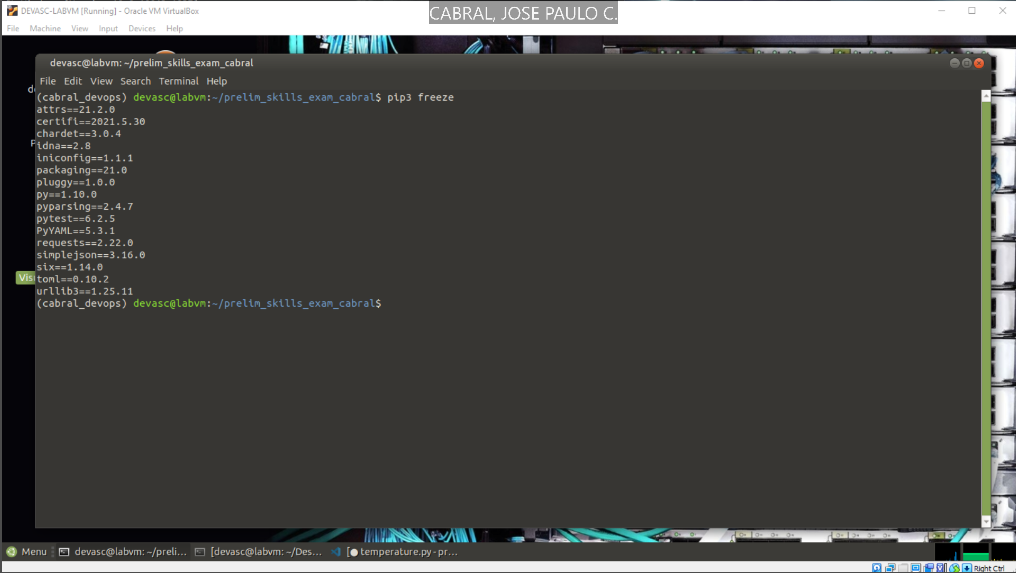 DEVASC-LABVM [Running] - Oracle VM VirtualBox
CABRAL, JOSE PAULO C.
File Machine View Input Devices Help
devasc@labvm: ~/prelim_skills_exam_cabral
File Edit View Search Terminal Help
(cabral_devops) devasc@labvm:~/prelim_skills_exam_cabral$ pip3 freeze
attrs==21.2.0
certifi==2021.5.30
chardet==3.0.4
idna==2.8
iniconfig==1.1.1
packaging==21.0
pluggy==1.0.0
py==1.10.0
pyparsing==2.4.7
pytest==6.2.5
PyYAML==5.3.1
requests==2.22.0
simplejson==3.16.0
six==1.14.0
Vis
toml==0.10.2
urllib3==1.25.11
(cabral_devops) devasc@labvm:~/prelim_skills_exam_cabral$
Menu devasc@labvm: ~/preli... [devasc@labvm: ~/Des... temperature.py - pr...
Right Ctrl